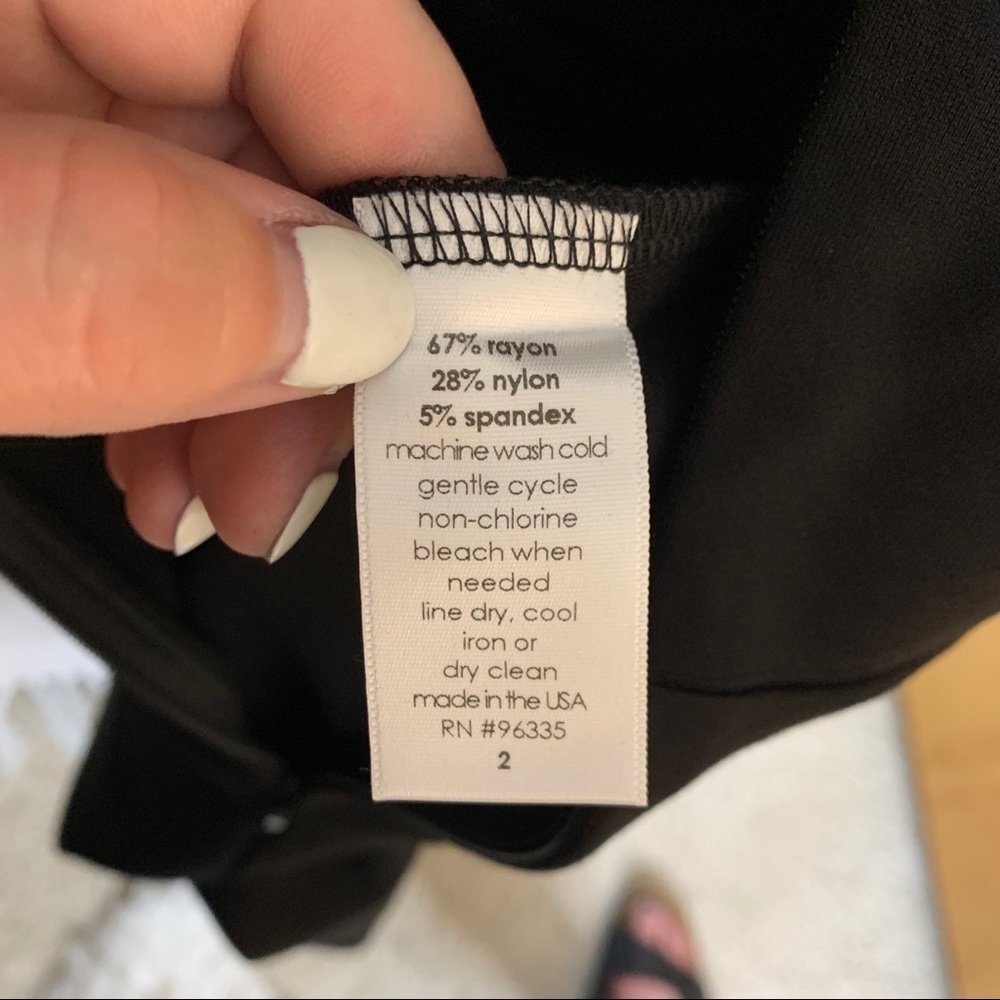 67% rayon
28% nylon
5% spandex
machine wash cold
gentle cycle
non-chlorine
bleach when
needed
line dry, cool
iron or
dry clean
made in the USA
RN #96335
2